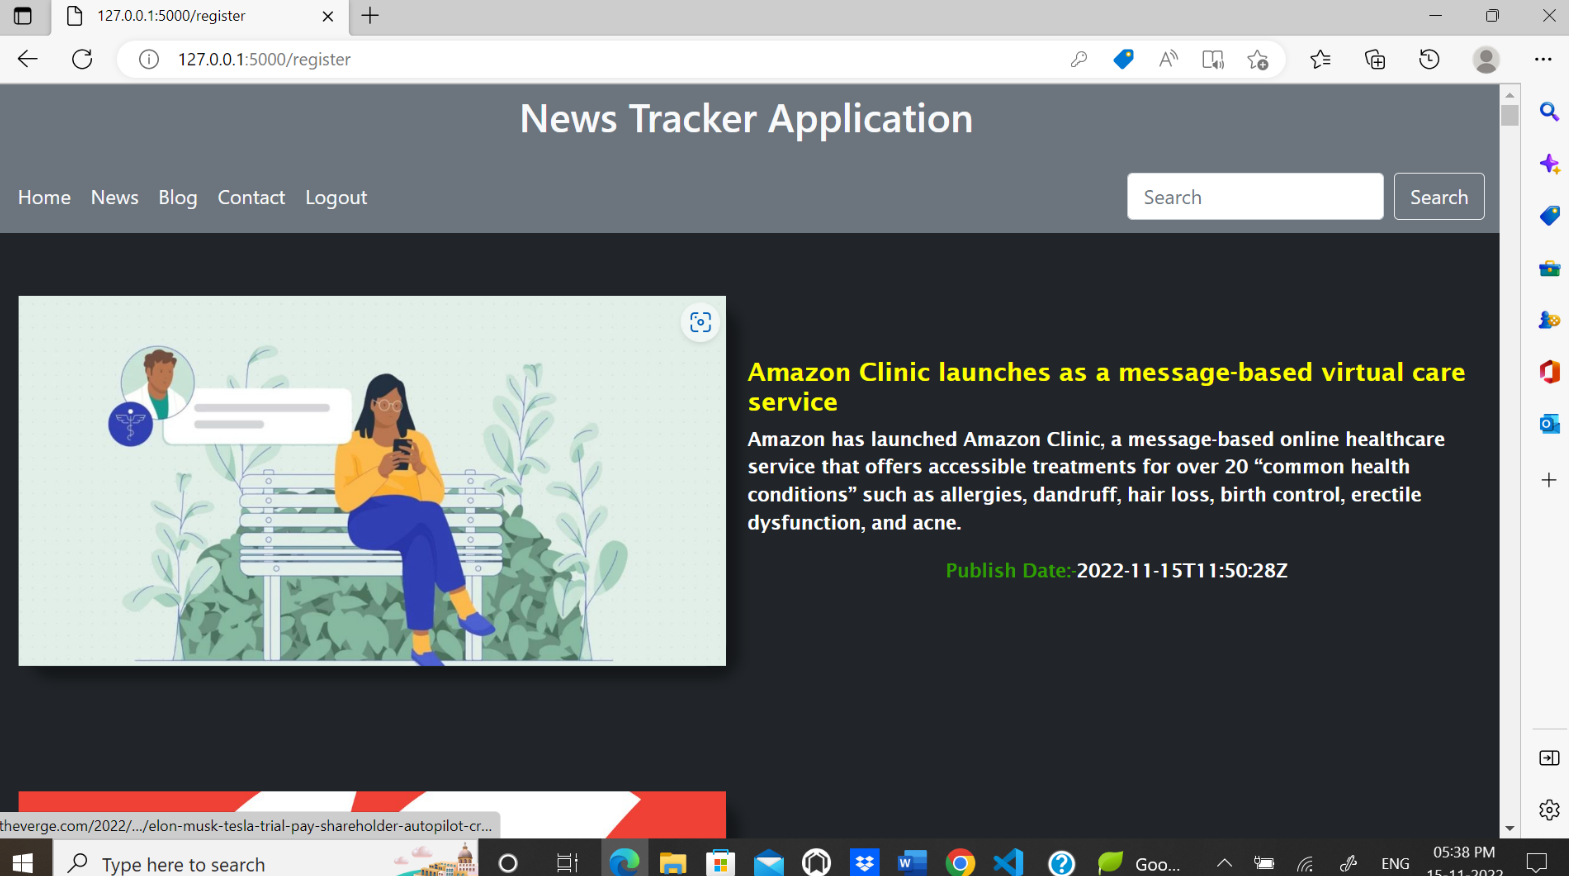 127.0.0.1:5000/register
127.0.0.1:5000/register
News Tracker Application
Home News Blog Contact Logout
Search Search
Amazon Clinic launches as a message-based virtual care
service
Amazon has launched Amazon Clinic, a message-based online healthcare
service that offers accessible treatments for over 20 “common health
conditions” such as allergies, dandruff, hair loss, birth control, erectile
dysfunction, and acne.
Publish Date:-2022-11-15T11:50:28Z
theverge.com/2022/.../elon-musk-tesla-trial-pay-shareholder-autopilot-cr...
Type here to search
Goo...
ENG
05:38 PM
15-11-2022